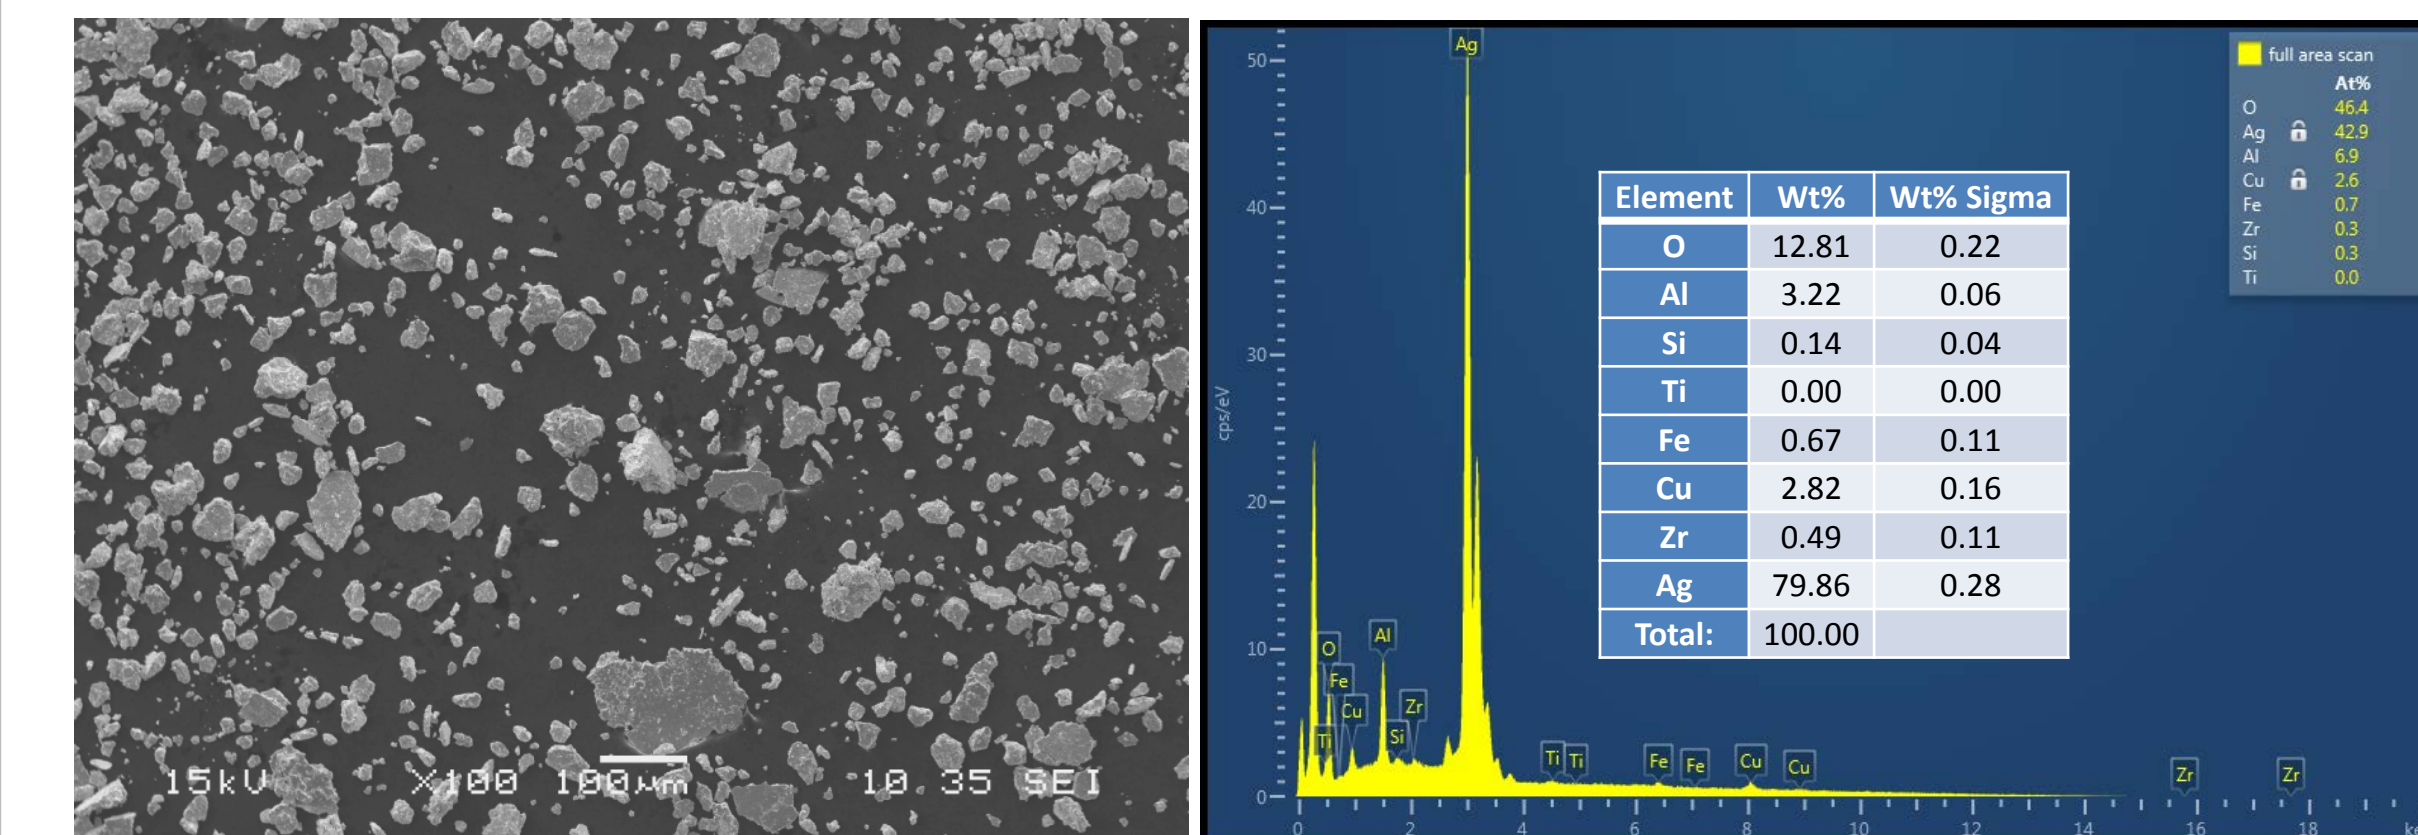 15kV X100 100µm 10 35 SEI
Ag
50
40
30
20
10
0
cps/eV
O
Fe
Cu
Ti
Al
Si
Zr
Ti
Ti
Fe
Fe
Cu
Cu
Zr
Zr
0 2 4 6 8 10 12 14 16 18
full area scan
At%
O 46.4
Ag 42.9
Al 6.9
Cu 2.6
Fe 0.7
Zr 0.3
Si 0.3
Ti 0.0
Element Wt% Wt% Sigma
O 12.81 0.22
Al 3.22 0.06
Si 0.14 0.04
Ti 0.00 0.00
Fe 0.67 0.11
Cu 2.82 0.16
Zr 0.49 0.11
Ag 79.86 0.28
Total: 100.00